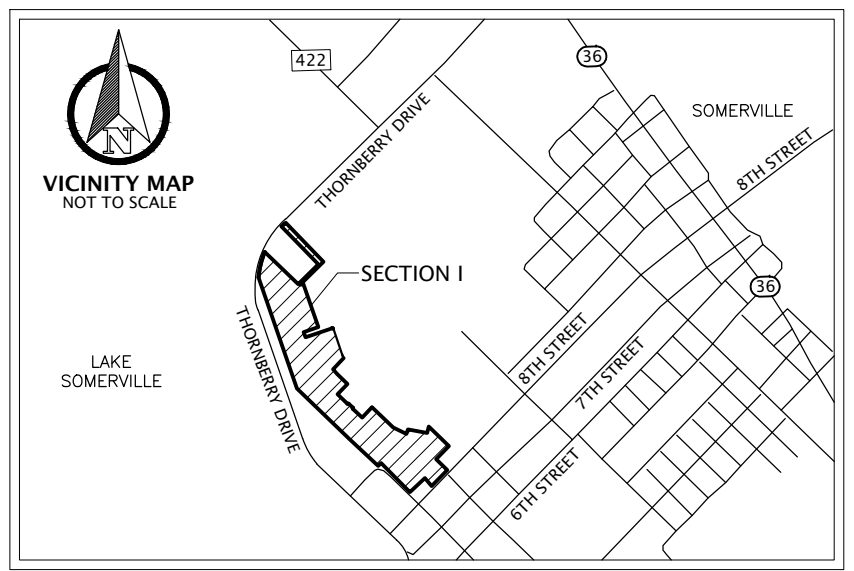 N
VICINITY MAP
NOT TO SCALE
422
36
SOMERVILLE
THORNBERRY DRIVE
8TH STREET
SECTION I
36
THORNBERRY DRIVE
LAKE
SOMERVILLE
8TH STREET
7TH STREET
6TH STREET